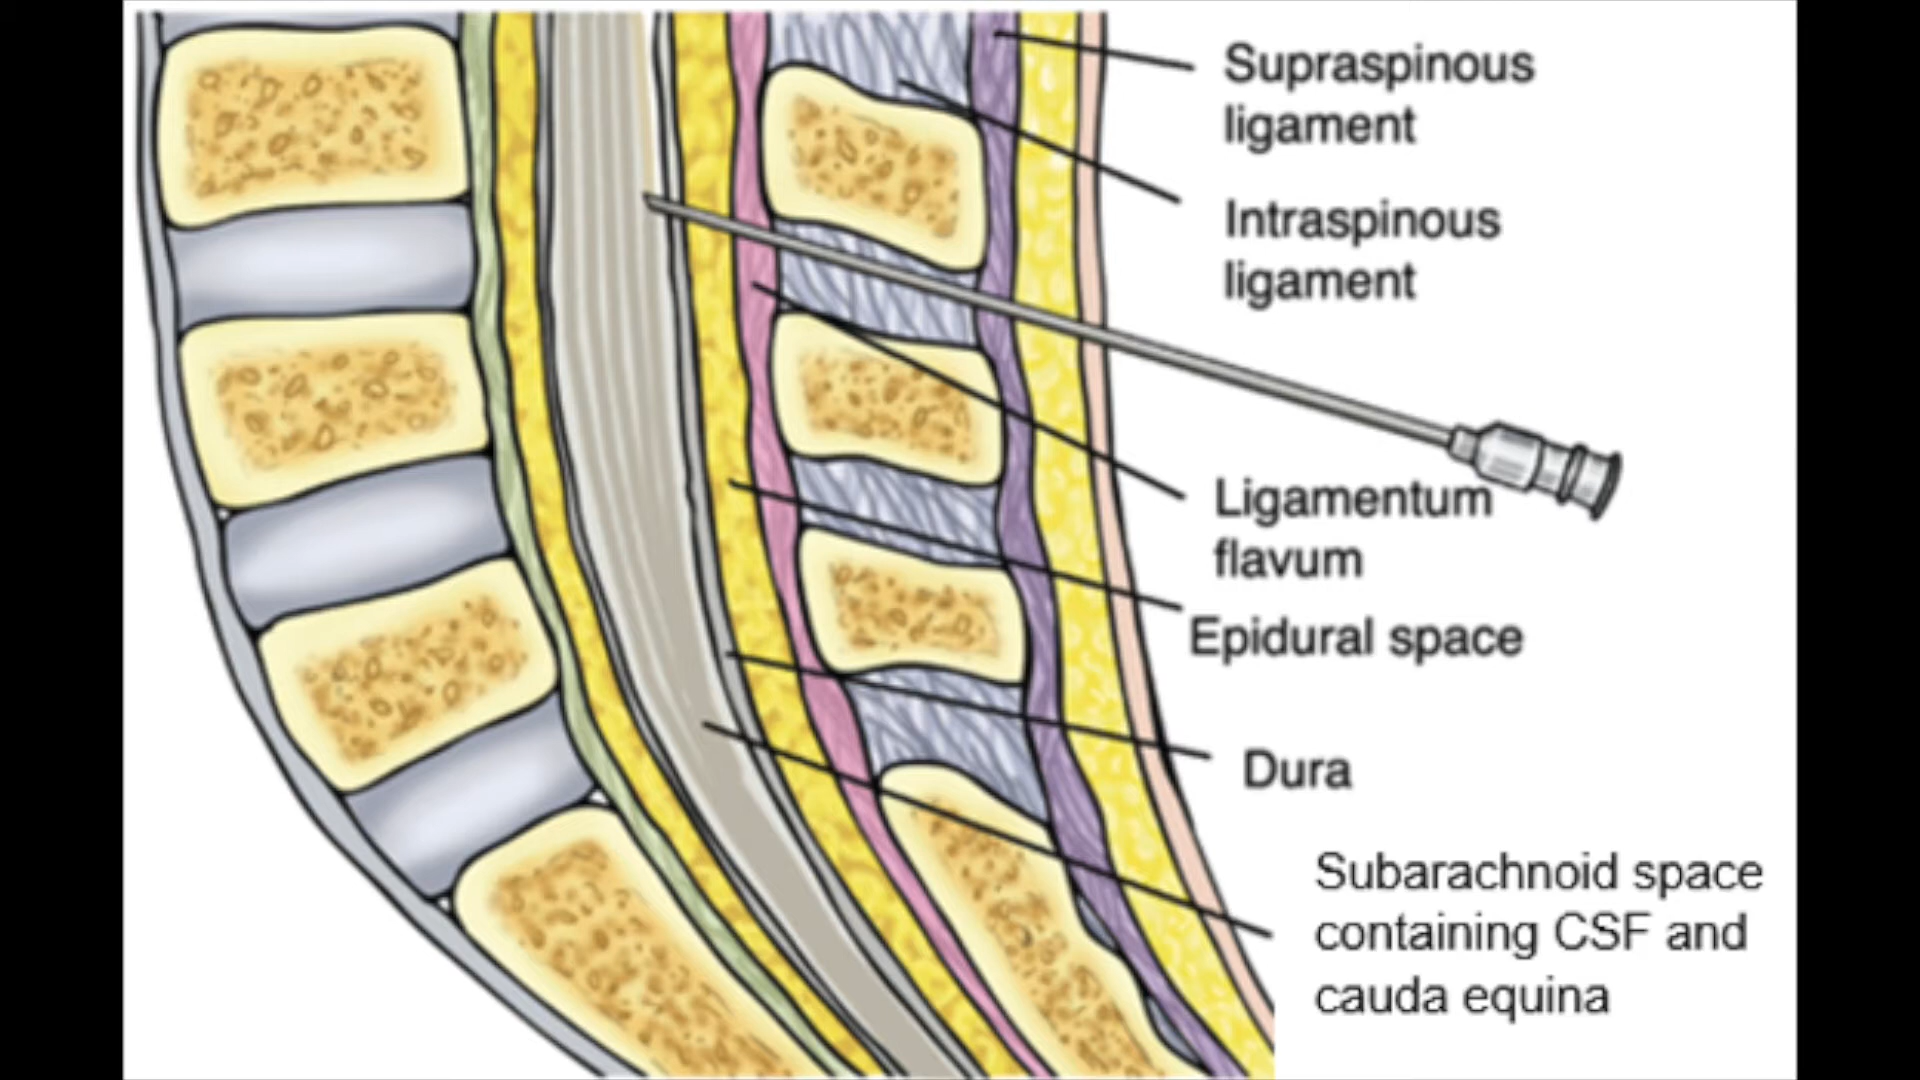 Supraspinous
ligament
Intraspinous
ligament
Ligamentum
flavum
Epidural space
Dura
Subarachnoid space
containing CSF and
cauda equina